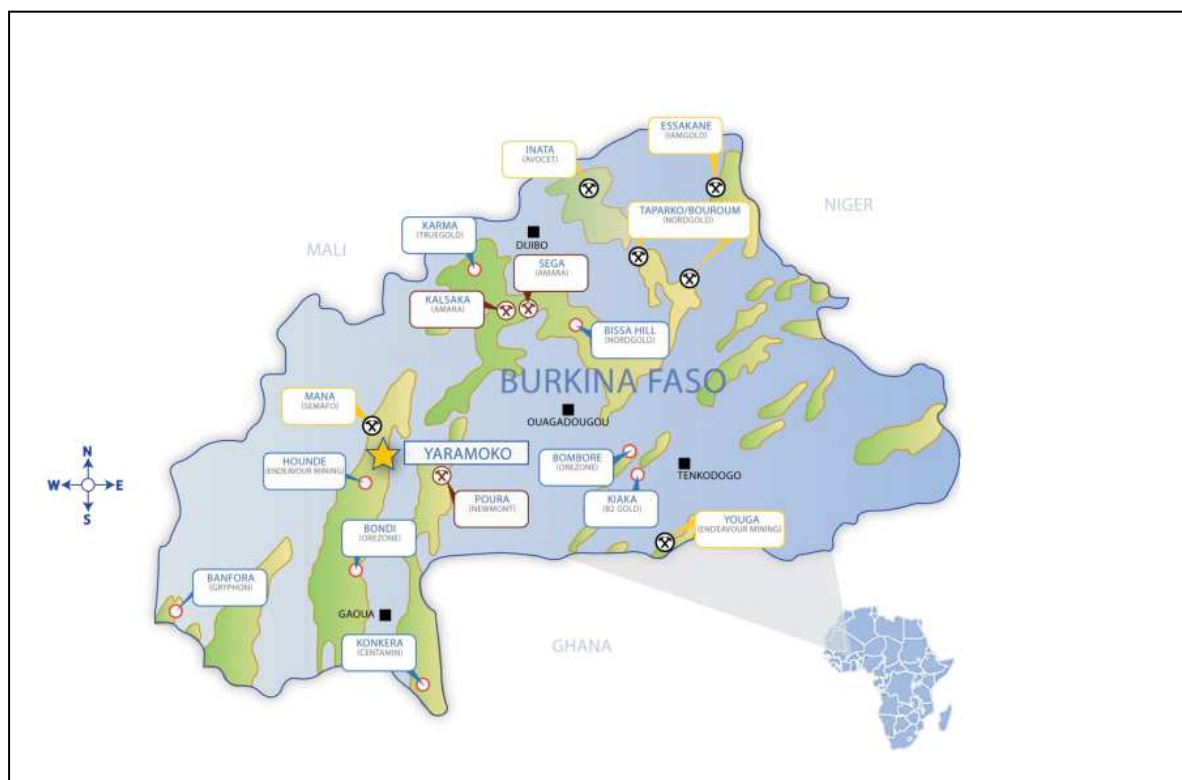 ESSAKANE
(IAMGOLD)
INATA
(AVOCET)
NIGER
TAPARKO/BOUROUM
(NORDGOLD)
KARMA
(TRUEGOLD)
DIJIBO
MALI
SEGA
(AMARA)
KALSAKA
(AMARA)
BISSA HILL
(NORDGOLD)
BURKINA FASO
MANA
(SEMAFO)
OUAGADOUGOU
YARAMOKO
HOUNDE
(ENDEAVOUR MINING)
BOMBORE
(OREZONE)
TENKODOGO
N
W
E
S
POURA
(NEWMONT)
KIAKA
(B2 GOLD)
YOUGA
(ENDEAVOUR MINING)
BONDI
(OREZONE)
BANFORA
(GRYPHON)
GAOUA
KONKERA
(CENTAMIN)
GHANA